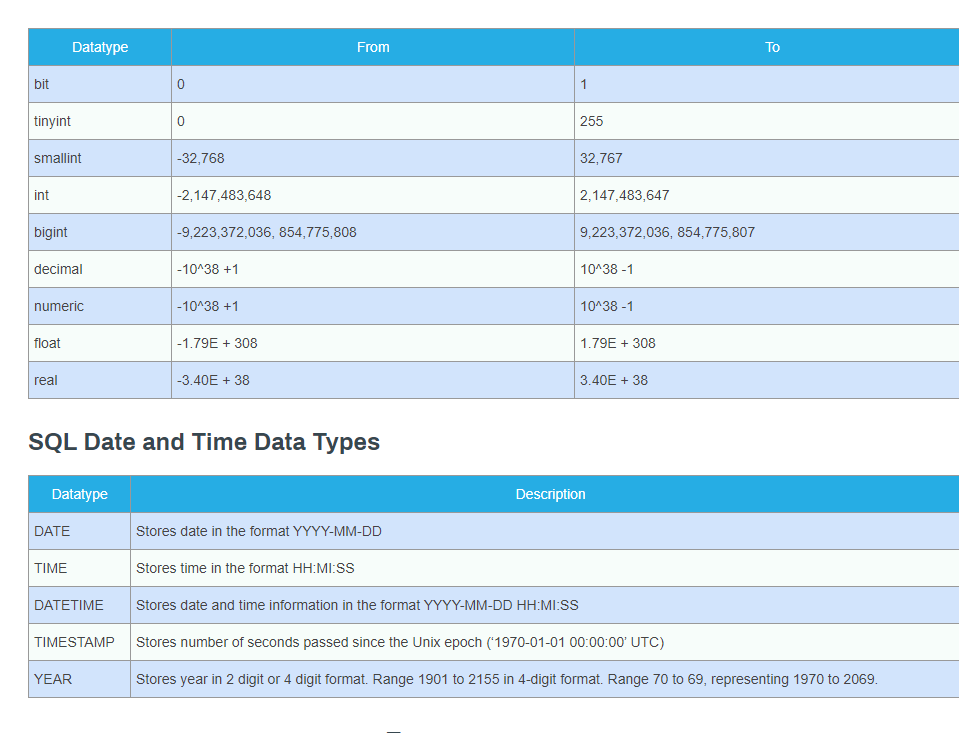 Datatype From To
bit 0 1
tinyint 0 255
smallint -32,768 32,767
int -2,147,483,648 2,147,483,647
bigint -9,223,372,036, 854,775,808 9,223,372,036, 854,775,807
decimal -10^38 +1 10^38 -1
numeric -10^38 +1 10^38 -1
float -1.79E + 308 1.79E + 308
real -3.40E + 38 3.40E + 38
SQL Date and Time Data Types
Datatype Description
DATE Stores date in the format YYYY-MM-DD
TIME Stores time in the format HH:MI:SS
DATETIME Stores date and time information in the format YYYY-MM-DD HH:MI:SS
TIMESTAMP Stores number of seconds passed since the Unix epoch (‘1970-01-01 00:00:00’ UTC)
YEAR Stores year in 2 digit or 4 digit format. Range 1901 to 2155 in 4-digit format. Range 70 to 69, representing 1970 to 2069.